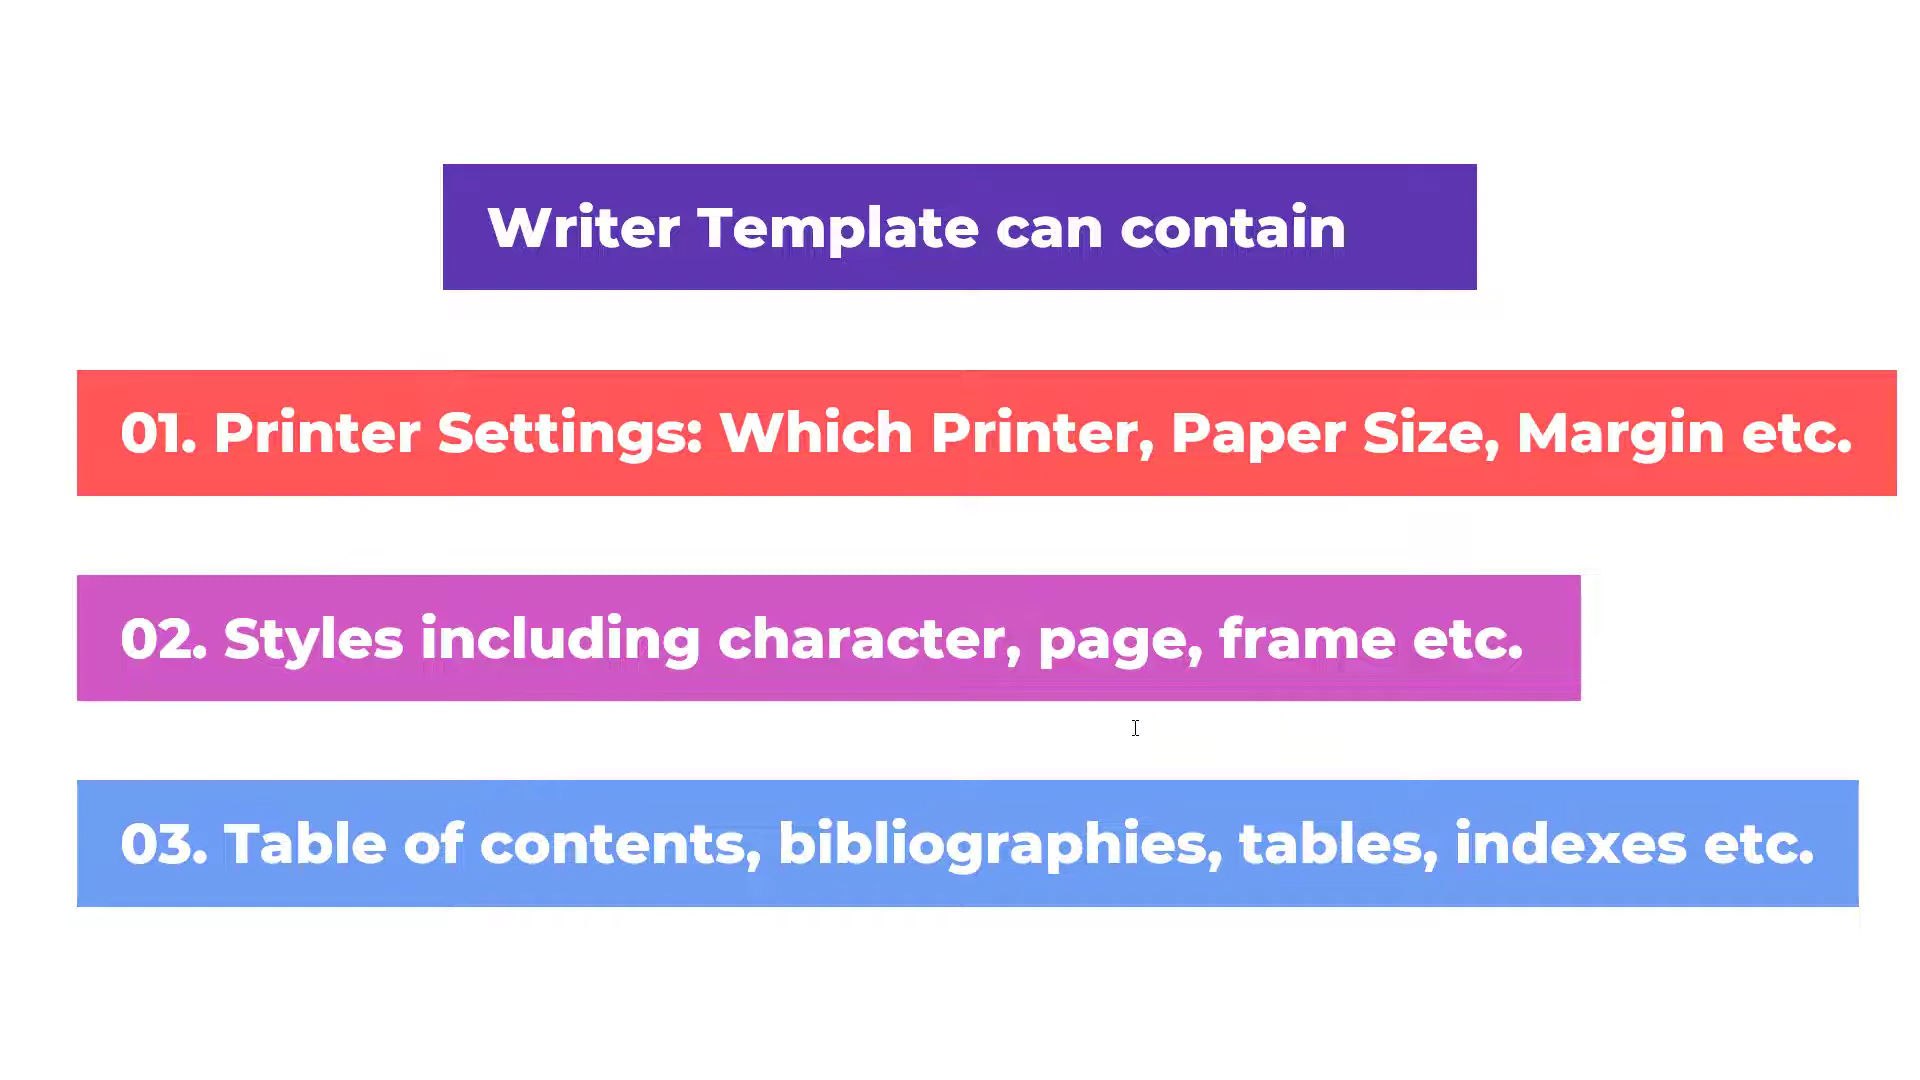 Writer Template can contain
01. Printer Settings: Which Printer, Paper Size, Margin etc.
02. Styles including character, page, frame etc.
03. Table of contents, bibliographies, tables, indexes etc.